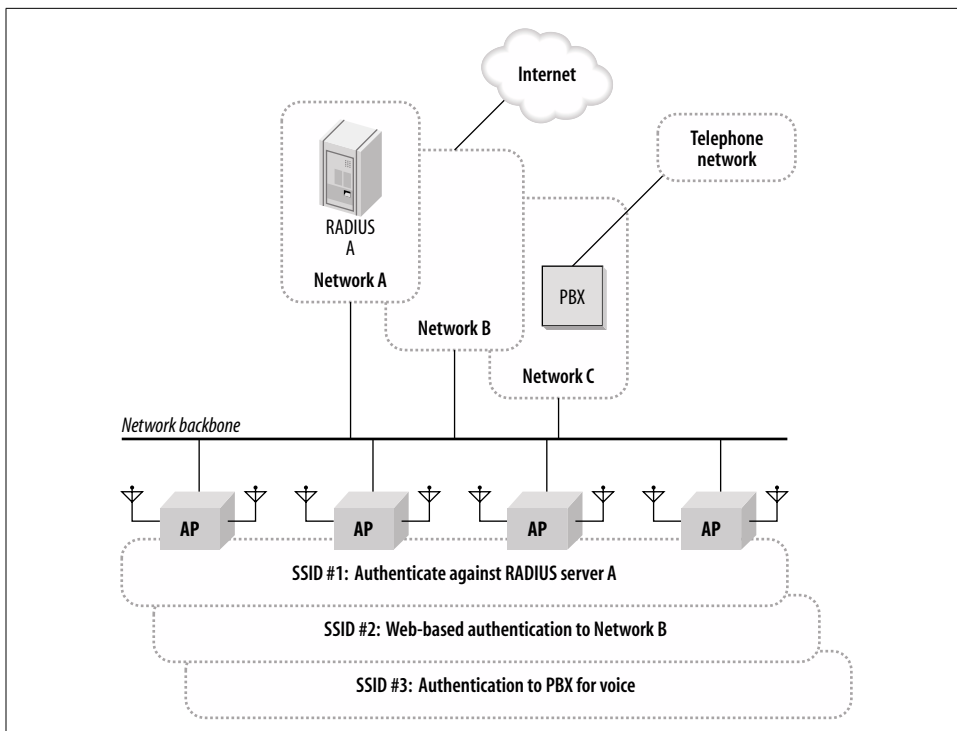 Internet
Telephone
network
RADIUS
A
Network A
PBX
Network B
Network C
Network backbone
AP
AP
AP
AP
SSID #1: Authenticate against RADIUS server A
SSID #2: Web-based authentication to Network B
SSID #3: Authentication to PBX for voice